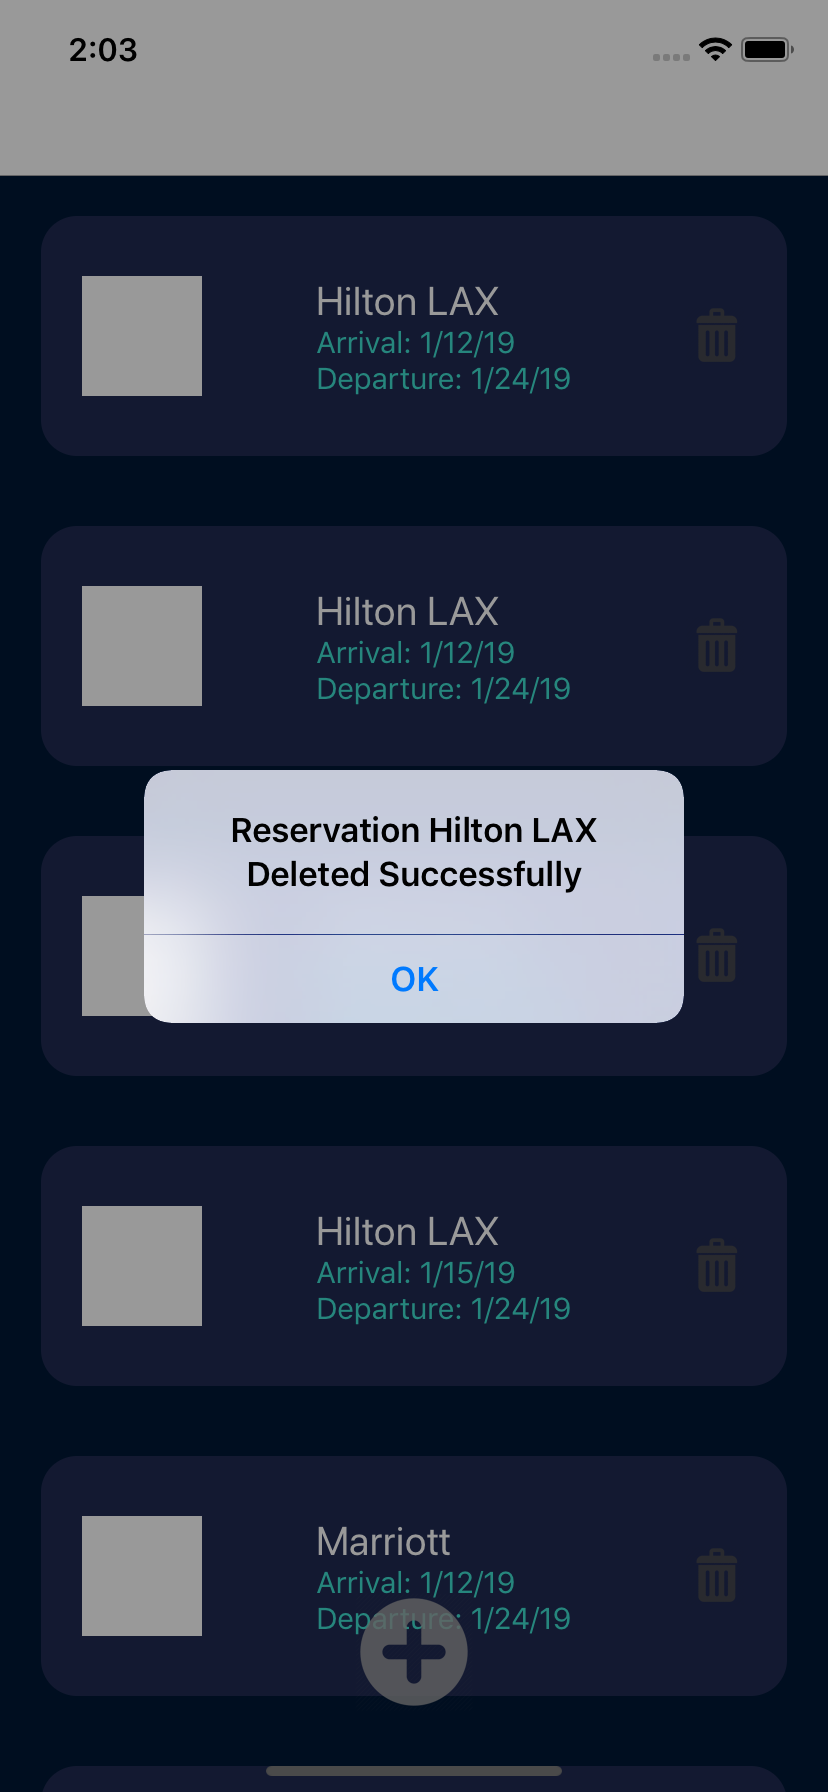 2:03
Hilton LAX
Arrival: 1/12/19
Departure: 1/24/19
Hilton LAX
Arrival: 1/12/19
Departure: 1/24/19
Reservation Hilton LAX
Deleted Successfully
OK
Hilton LAX
Arrival: 1/15/19
Departure: 1/24/19
Marriott
Arrival: 1/12/19
Departure: 1/24/19